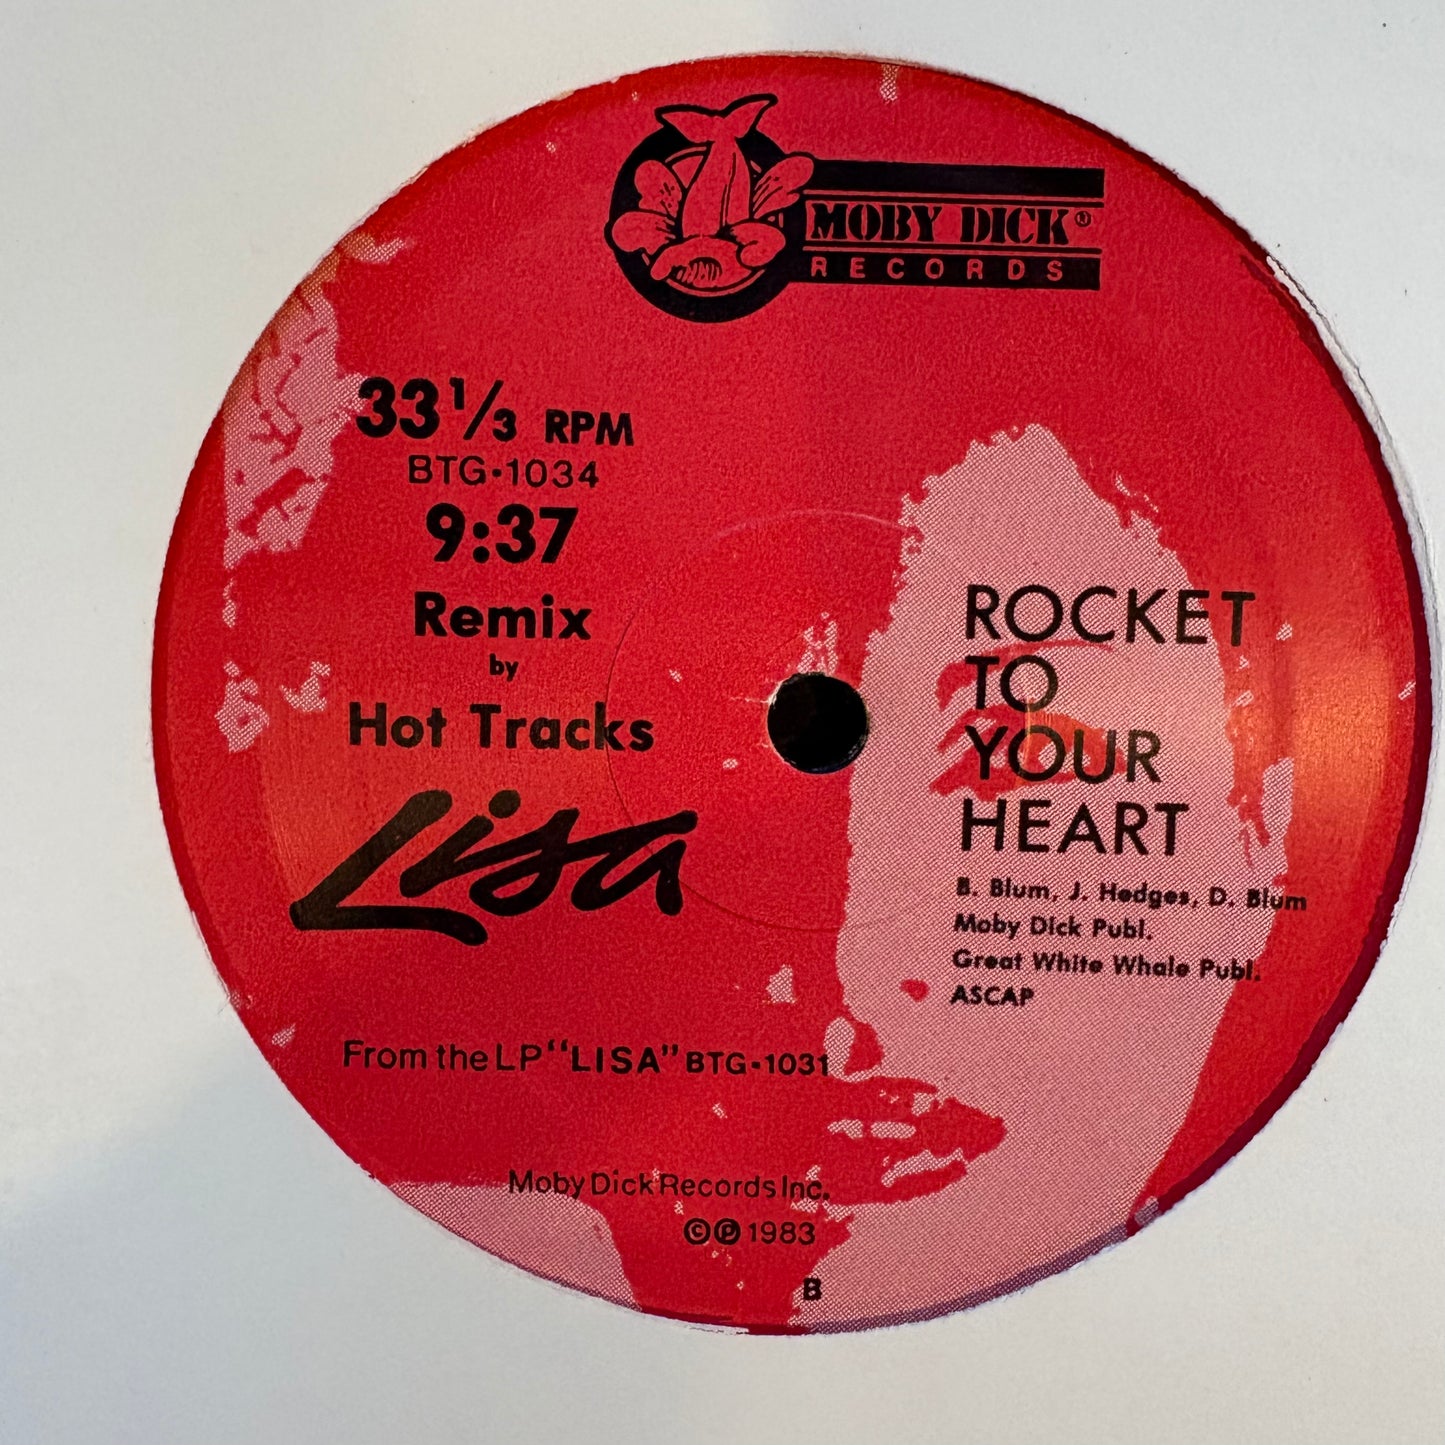 MOBY DICK®
RECORDS
33 1/3 RPM
BTG•1034
9:37
Remix
by
Hot Tracks
Lisa
ROCKET
TO
YOUR
HEART
B. Blum, J. Hedges, D. Blum
Moby Dick Publ.
Great White Whale Publ.
ASCAP
From the LP "LISA" BTG•1031
Moby Dick Records Inc.
©℗ 1983
B